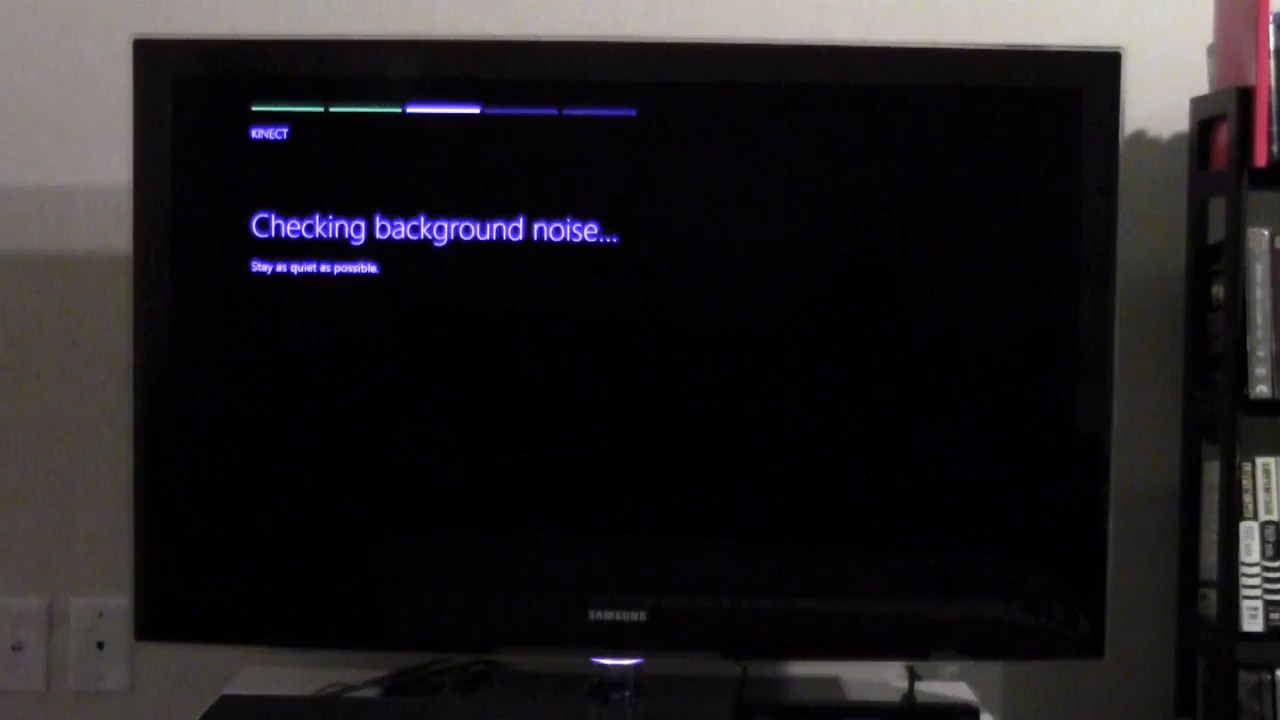 KINECT
Checking background noise...
Stay as quiet as possible.
SAMSUNG